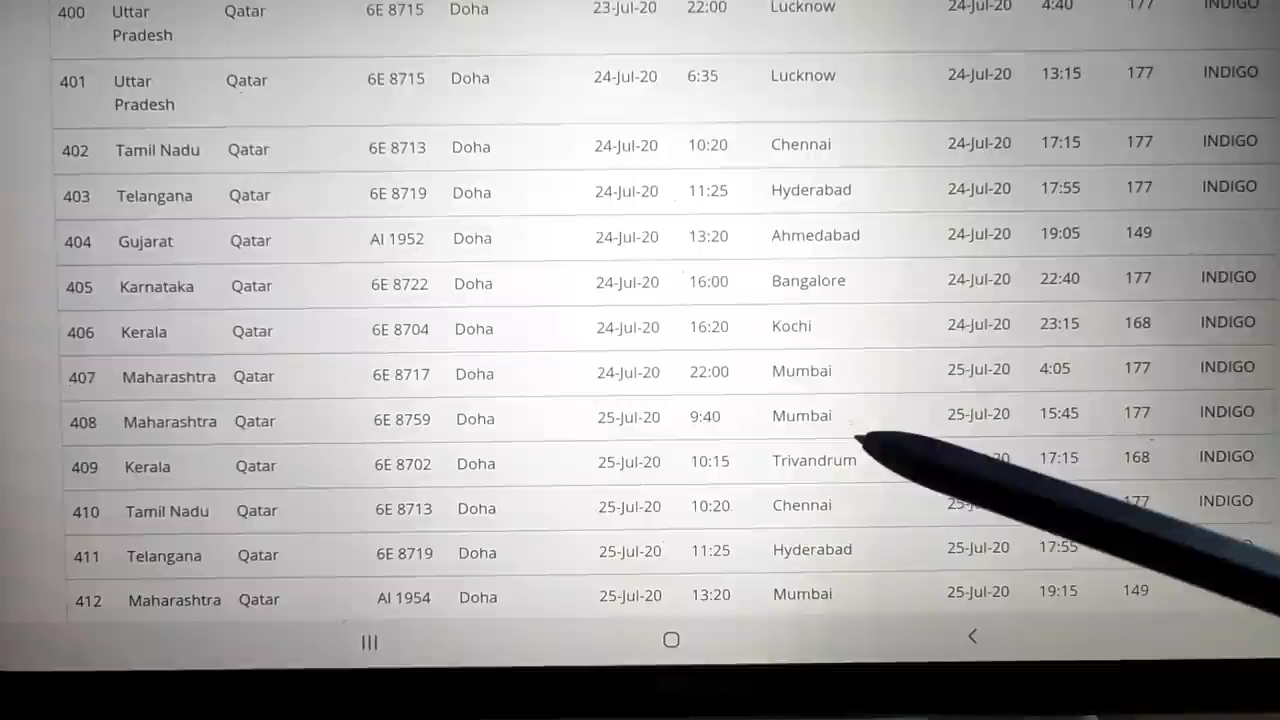 400 Uttar Qatar 6E 8715 Doha 23-Jul-20 22:00 Lucknow 24-Jul-20 4:40 177 INDIGO
Pradesh
401 Uttar Qatar 6E 8715 Doha 24-Jul-20 6:35 Lucknow 24-Jul-20 13:15 177 INDIGO
Pradesh
402 Tamil Nadu Qatar 6E 8713 Doha 24-Jul-20 10:20 Chennai 24-Jul-20 17:15 177 INDIGO
403 Telangana Qatar 6E 8719 Doha 24-Jul-20 11:25 Hyderabad 24-Jul-20 17:55 177 INDIGO
404 Gujarat Qatar AI 1952 Doha 24-Jul-20 13:20 Ahmedabad 24-Jul-20 19:05 149
405 Karnataka Qatar 6E 8722 Doha 24-Jul-20 16:00 Bangalore 24-Jul-20 22:40 177 INDIGO
406 Kerala Qatar 6E 8704 Doha 24-Jul-20 16:20 Kochi 24-Jul-20 23:15 168 INDIGO
407 Maharashtra Qatar 6E 8717 Doha 24-Jul-20 22:00 Mumbai 25-Jul-20 4:05 177 INDIGO
408 Maharashtra Qatar 6E 8759 Doha 25-Jul-20 9:40 Mumbai 25-Jul-20 15:45 177 INDIGO
409 Kerala Qatar 6E 8702 Doha 25-Jul-20 10:15 Trivandrum 17:15 168 INDIGO
410 Tamil Nadu Qatar 6E 8713 Doha 25-Jul-20 10:20 Chennai 177 INDIGO
411 Telangana Qatar 6E 8719 Doha 25-Jul-20 11:25 Hyderabad 25-Jul-20 17:55
412 Maharashtra Qatar AI 1954 Doha 25-Jul-20 13:20 Mumbai 25-Jul-20 19:15 149